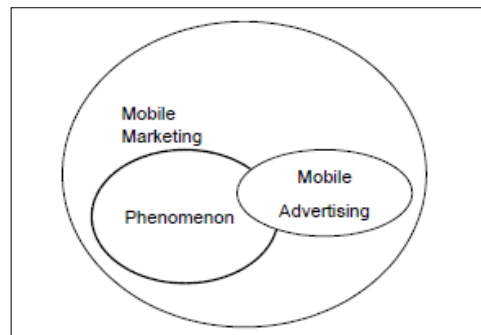 Mobile
Marketing
Mobile
Phenomenon
Advertising